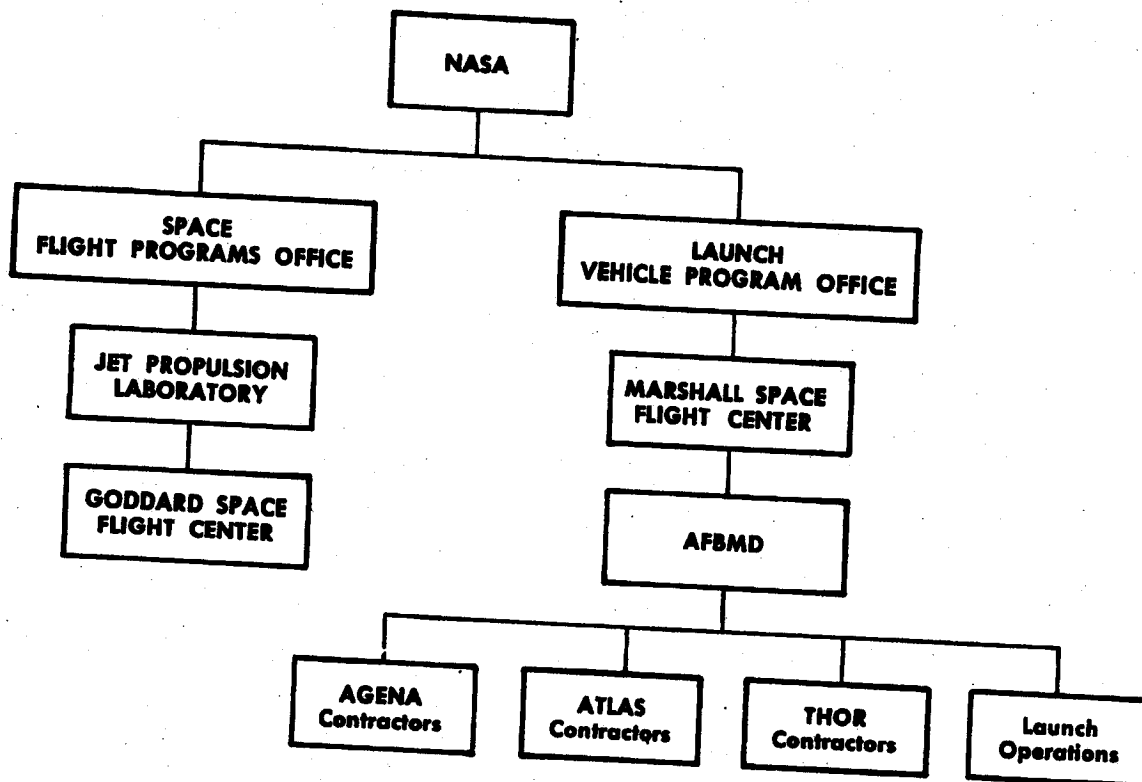 NASA
SPACE
FLIGHT PROGRAMS OFFICE
LAUNCH
VEHICLE PROGRAM OFFICE
JET PROPULSION
LABORATORY
MARSHALL SPACE
FLIGHT CENTER
GODDARD SPACE
FLIGHT CENTER
AFBMD
AGENA
Contractors
ATLAS
Contractors
THOR
Contractors
Launch
Operations